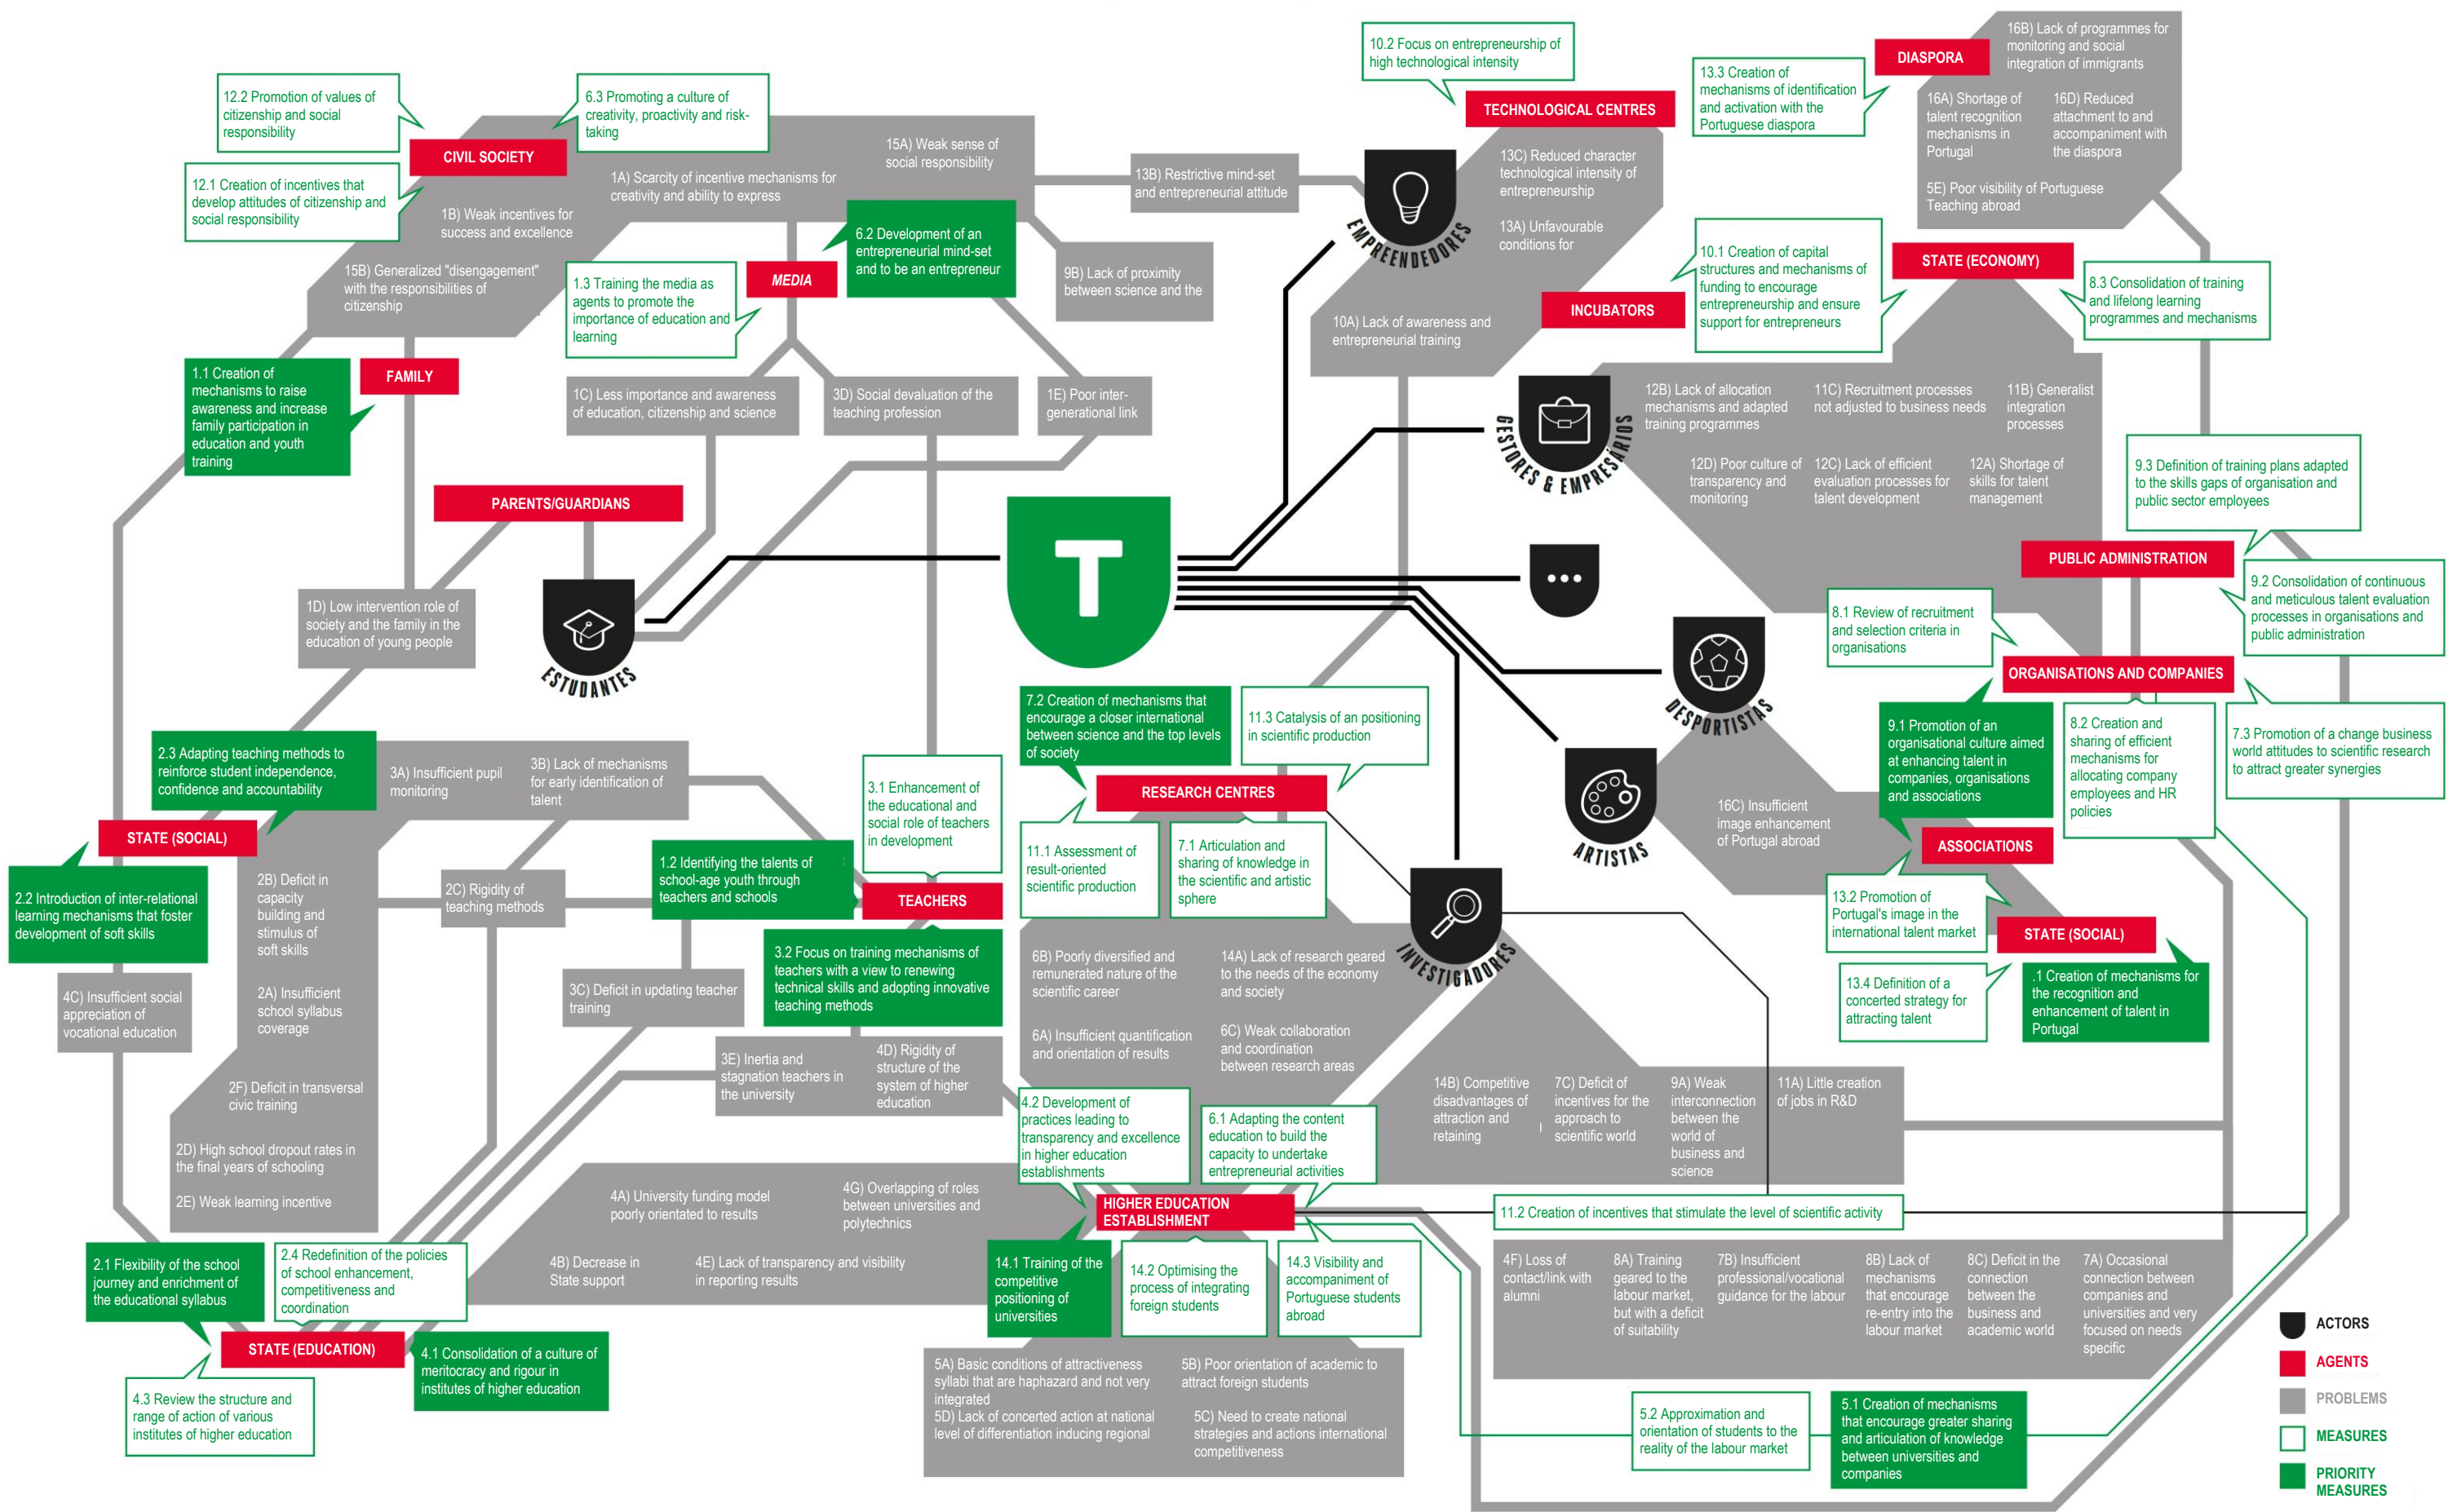 12.2 Promotion of values of
citizenship and social
responsibility
6.3 Promoting a culture of
creativity, proactivity and risk-
taking
CIVIL SOCIETY
12.1 Creation of incentives that
develop attitudes of citizenship and
social responsibility
15A) Weak sense of
social responsibility
1A) Scarcity of incentive mechanisms for
creativity and ability to express
1B) Weak incentives for
success and excellence
15B) Generalized "disengagement"
with the responsibilities of
citizenship
13B) Restrictive mind-set
and entrepreneurial attitude
6.2 Development of an
entrepreneurial mind-set
and to be an entrepreneur
MEDIA
1.3 Training the media as
agents to promote the
importance of education and
learning
9B) Lack of proximity
between science and the
1.1 Creation of
mechanisms to raise
awareness and increase
family participation in
education and youth
training
FAMILY
1C) Less importance and awareness
of education, citizenship and science
3D) Social devaluation of the
teaching profession
1E) Poor inter-
generational link
PARENTS/GUARDIANS
1D) Low intervention role of
society and the family in the
education of young people
ESTUDANTES
T
10.2 Focus on entrepreneurship of
high technological intensity
TECHNOLOGICAL CENTRES
EMPREENDEDORES
13C) Reduced character
technological intensity of
entrepreneurship
13A) Unfavourable
conditions for
10A) Lack of awareness and
entrepreneurial training
INCUBATORS
13.3 Creation of
mechanisms of identification
and activation with the
Portuguese diaspora
DIASPORA
16B) Lack of programmes for
monitoring and social
integration of immigrants
16A) Shortage of
talent recognition
mechanisms in
Portugal
16D) Reduced
attachment to and
accompaniment with
the diaspora
5E) Poor visibility of Portuguese
Teaching abroad
10.1 Creation of capital
structures and mechanisms of
funding to encourage
entrepreneurship and ensure
support for entrepreneurs
STATE (ECONOMY)
8.3 Consolidation of training
and lifelong learning
programmes and mechanisms
GESTORES & EMPRESÁRIOS
12B) Lack of allocation
mechanisms and adapted
training programmes
11C) Recruitment processes
not adjusted to business needs
11B) Generalist
integration
processes
12D) Poor culture of
transparency and
monitoring
12C) Lack of efficient
evaluation processes for
talent development
12A) Shortage of
skills for talent
management
9.3 Definition of training plans adapted
to the skills gaps of organisation and
public sector employees
PUBLIC ADMINISTRATION
9.2 Consolidation of continuous
and meticulous talent evaluation
processes in organisations and
public administration
8.1 Review of recruitment
and selection criteria in
organisations
ORGANISATIONS AND COMPANIES
DESPORTISTAS
9.1 Promotion of an
organisational culture aimed
at enhancing talent in
companies, organisations
and associations
8.2 Creation and
sharing of efficient
mechanisms for
allocating company
employees and HR
policies
7.3 Promotion of a change business
world attitudes to scientific research
to attract greater synergies
ARTISTAS
16C) Insufficient
image enhancement
of Portugal abroad
ASSOCIATIONS
13.2 Promotion of
Portugal's image in the
international talent market
STATE (SOCIAL)
13.4 Definition of a
concerted strategy for
attracting talent
.1 Creation of mechanisms for
the recognition and
enhancement of talent in
Portugal
2.3 Adapting teaching methods to
reinforce student independence,
confidence and accountability
3A) Insufficient pupil
monitoring
3B) Lack of mechanisms
for early identification of
talent
STATE (SOCIAL)
2.2 Introduction of inter-relational
learning mechanisms that foster
development of soft skills
2B) Deficit in
capacity
building and
stimulus of
soft skills
2C) Rigidity of
teaching methods
1.2 Identifying the talents of
school-age youth through
teachers and schools
3.1 Enhancement of
the educational and
social role of teachers
in development
TEACHERS
3.2 Focus on training mechanisms of
teachers with a view to renewing
technical skills and adopting innovative
teaching methods
4C) Insufficient social
appreciation of
vocational education
2A) Insufficient
school syllabus
coverage
3C) Deficit in updating teacher
training
3E) Inertia and
stagnation teachers in
the university
4D) Rigidity of
structure of the
system of higher
education
2F) Deficit in transversal
civic training
2D) High school dropout rates in
the final years of schooling
2E) Weak learning incentive
7.2 Creation of mechanisms that
encourage a closer international
between science and the top levels
of society
11.3 Catalysis of an positioning
in scientific production
RESEARCH CENTRES
11.1 Assessment of
result-oriented
scientific production
7.1 Articulation and
sharing of knowledge in
the scientific and artistic
sphere
INVESTIGADORES
6B) Poorly diversified and
remunerated nature of the
scientific career
14A) Lack of research geared
to the needs of the economy
and society
6A) Insufficient quantification
and orientation of results
6C) Weak collaboration
and coordination
between research areas
14B) Competitive
disadvantages of
attraction and
retaining
7C) Deficit of
incentives for the
approach to
scientific world
9A) Weak
interconnection
between the
world of
business and
science
11A) Little creation
of jobs in R&D
4.2 Development of
practices leading to
transparency and excellence
in higher education
establishments
6.1 Adapting the content
education to build the
capacity to undertake
entrepreneurial activities
4A) University funding model
poorly orientated to results
4G) Overlapping of roles
between universities and
polytechnics
4B) Decrease in
State support
4E) Lack of transparency and visibility
in reporting results
HIGHER EDUCATION
ESTABLISHMENT
11.2 Creation of incentives that stimulate the level of scientific activity
2.1 Flexibility of the school
journey and enrichment of
the educational syllabus
2.4 Redefinition of the policies
of school enhancement,
competitiveness and
coordination
STATE (EDUCATION)
4.1 Consolidation of a culture of
meritocracy and rigour in
institutes of higher education
4.3 Review the structure and
range of action of various
institutes of higher education
14.1 Training of the
competitive
positioning of
universities
14.2 Optimising the
process of integrating
foreign students
14.3 Visibility and
accompaniment of
Portuguese students
abroad
5A) Basic conditions of attractiveness
syllabi that are haphazard and not very
integrated
5D) Lack of concerted action at national
level of differentiation inducing regional
5B) Poor orientation of academic to
attract foreign students
5C) Need to create national
strategies and actions international
competitiveness
4F) Loss of
contact/link with
alumni
8A) Training
geared to the
labour market,
but with a deficit
of suitability
7B) Insufficient
professional/vocational
guidance for the labour
8B) Lack of
mechanisms
that encourage
re-entry into the
labour market
8C) Deficit in the
connection
between the
business and
academic world
7A) Occasional
connection between
companies and
universities and very
focused on needs
specific
5.2 Approximation and
orientation of students to the
reality of the labour market
5.1 Creation of mechanisms
that encourage greater sharing
and articulation of knowledge
between universities and
companies
ACTORS
AGENTS
PROBLEMS
MEASURES
PRIORITY
MEASURES